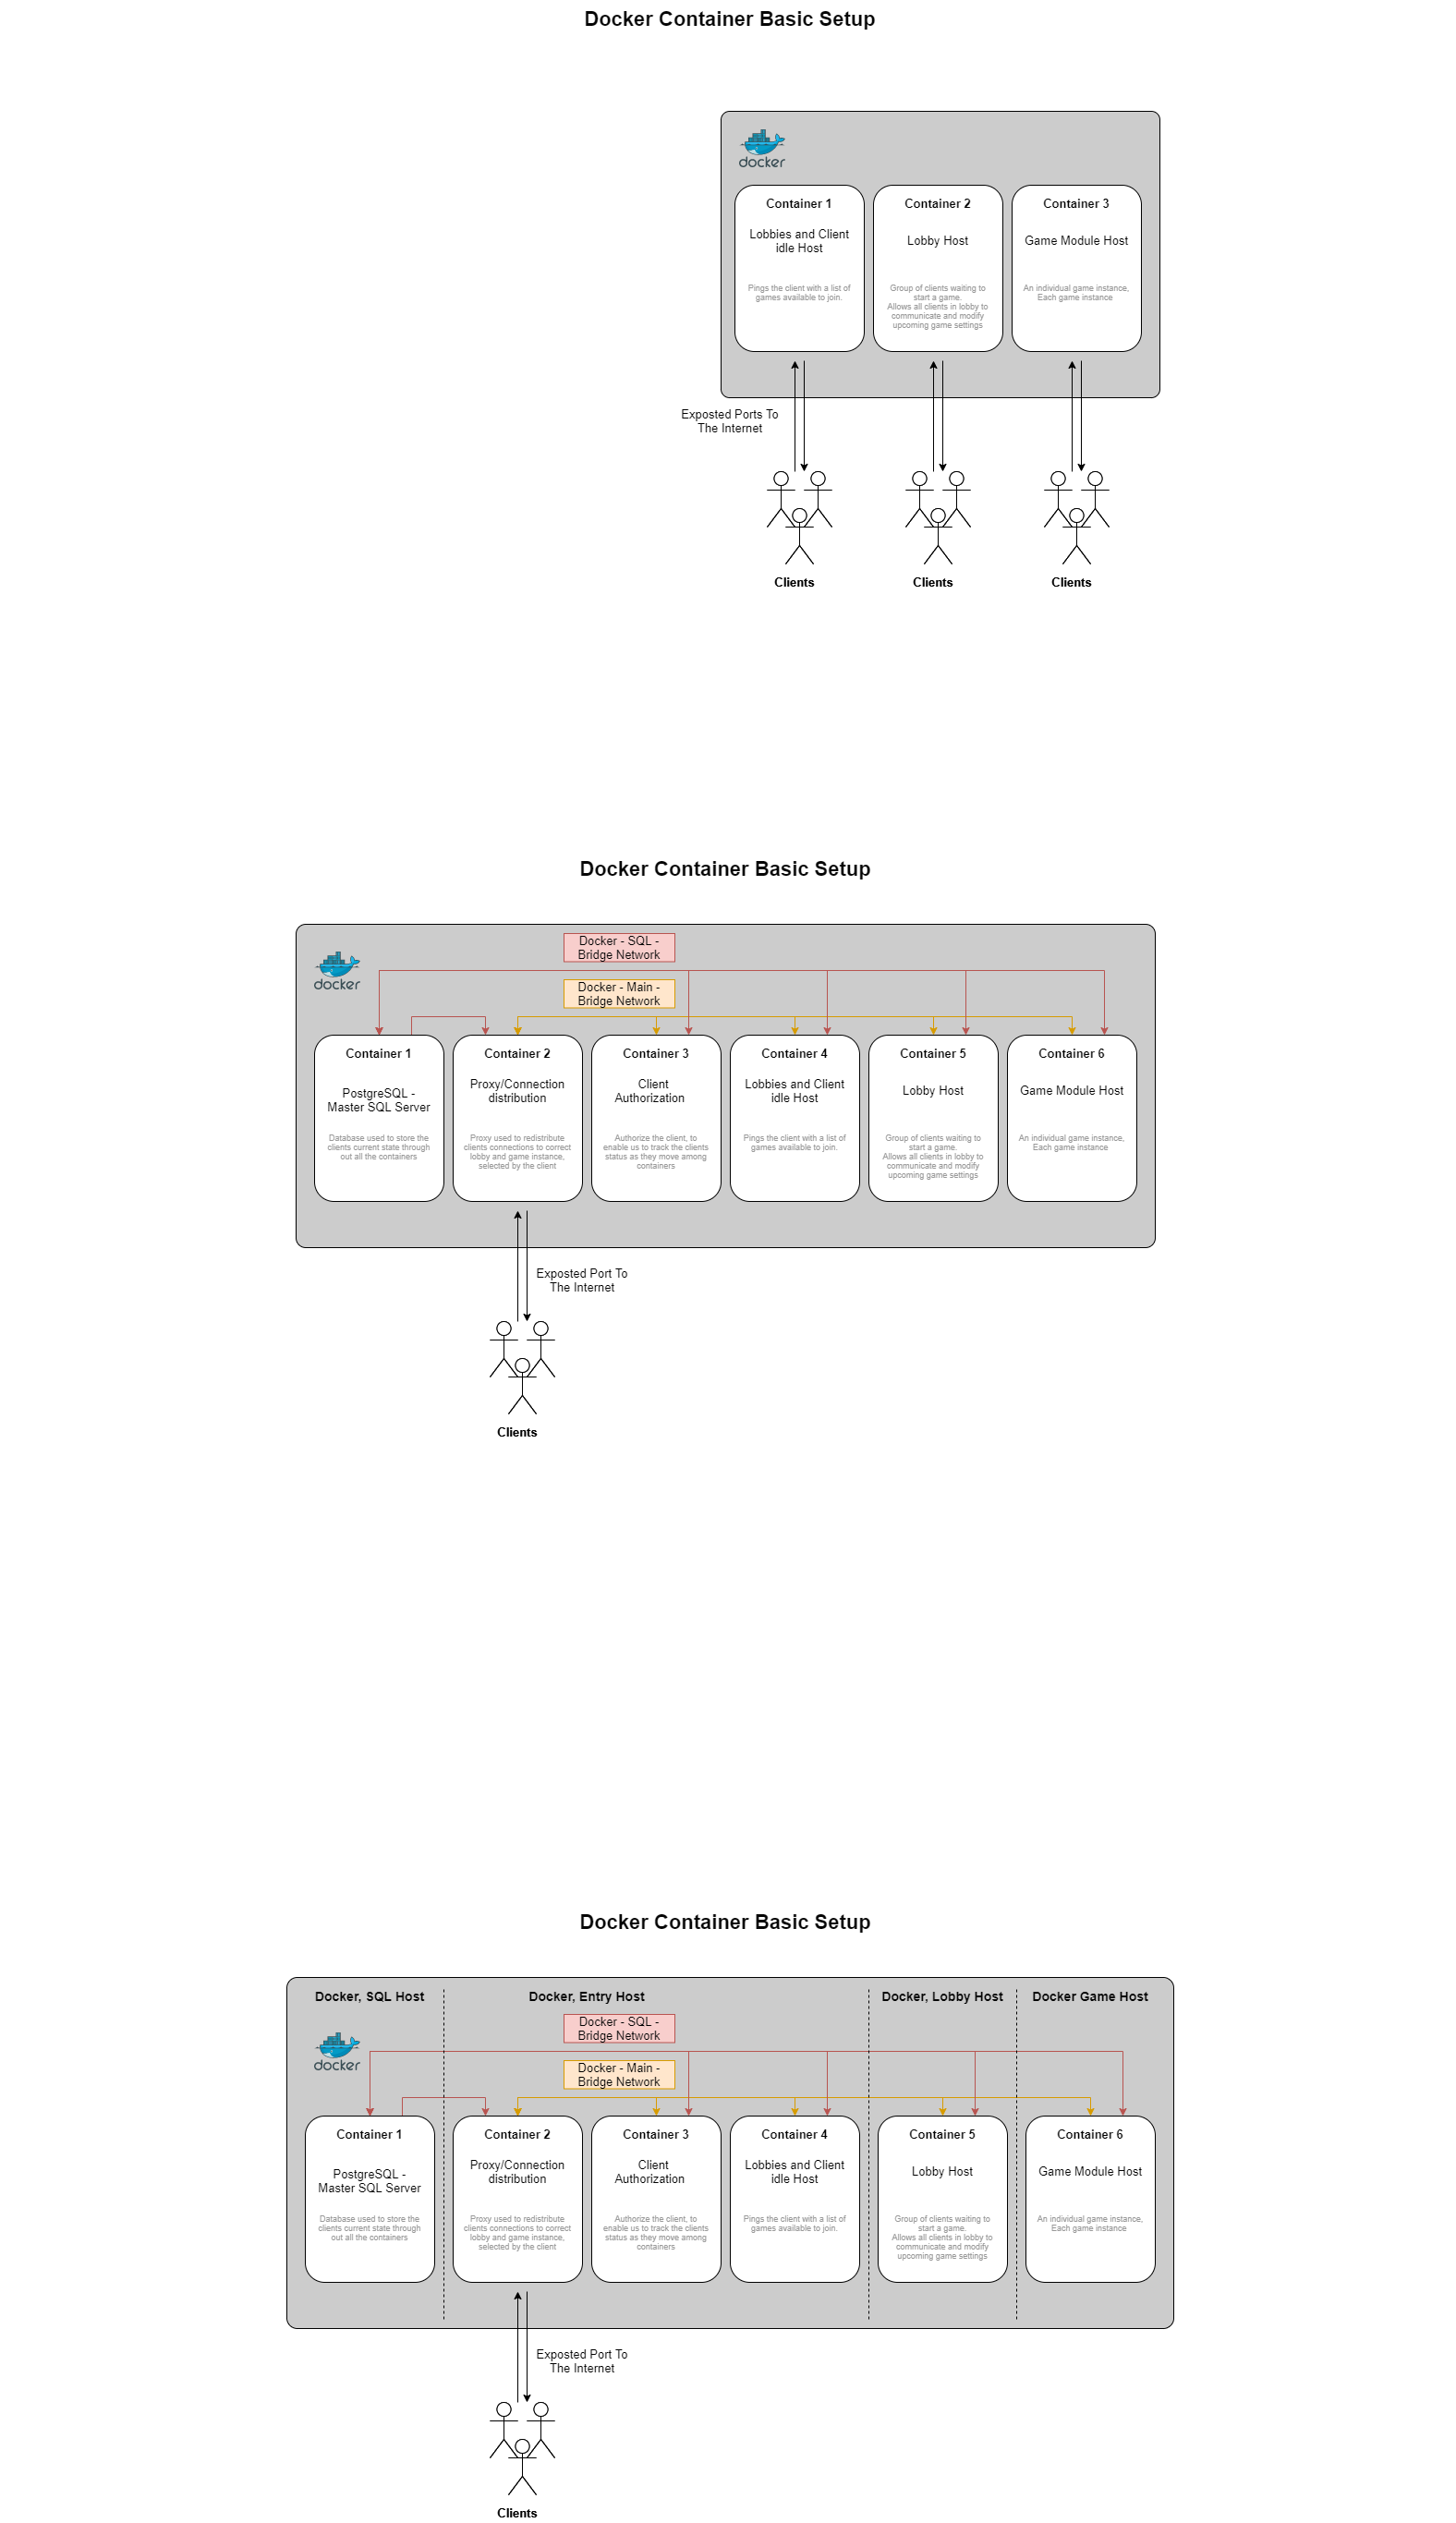 Docker Container Basic Setup
docker
Container 1
Lobbies and Client
idle Host
Pings the client with a list of
games available to join.
Container 2
Lobby Host
Group of clients waiting to
start a game.
Allows all clients in lobby to
communicate and modify
upcoming game settings
Container 3
Game Module Host
An individual game instance,
Each game instance
Exposted Ports To
The Internet
Clients
Clients
Clients
Docker Container Basic Setup
Docker - SQL -
Bridge Network
docker
Docker - Main -
Bridge Network
Container 1
PostgreSQL -
Master SQL Server
Database used to store the
clients current state through
out all the containers
Container 2
Proxy/Connection
distribution
Proxy used to redistribute
clients connections to correct
lobby and game instance,
selected by the client
Container 3
Client
Authorization
Authorize the client, to
enable us to track the clients
status as they move among
containers
Container 4
Lobbies and Client
idle Host
Pings the client with a list of
games available to join.
Container 5
Lobby Host
Group of clients waiting to
start a game.
Allows all clients in lobby to
communicate and modify
upcoming game settings
Container 6
Game Module Host
An individual game instance,
Each game instance
Exposted Port To
The Internet
Clients
Docker Container Basic Setup
Docker, SQL Host
Docker, Entry Host
Docker, Lobby Host
Docker Game Host
Docker - SQL -
Bridge Network
docker
Docker - Main -
Bridge Network
Container 1
PostgreSQL -
Master SQL Server
Database used to store the
clients current state through
out all the containers
Container 2
Proxy/Connection
distribution
Proxy used to redistribute
clients connections to correct
lobby and game instance,
selected by the client
Container 3
Client
Authorization
Authorize the client, to
enable us to track the clients
status as they move among
containers
Container 4
Lobbies and Client
idle Host
Pings the client with a list of
games available to join.
Container 5
Lobby Host
Group of clients waiting to
start a game.
Allows all clients in lobby to
communicate and modify
upcoming game settings
Container 6
Game Module Host
An individual game instance,
Each game instance
Exposted Port To
The Internet
Clients